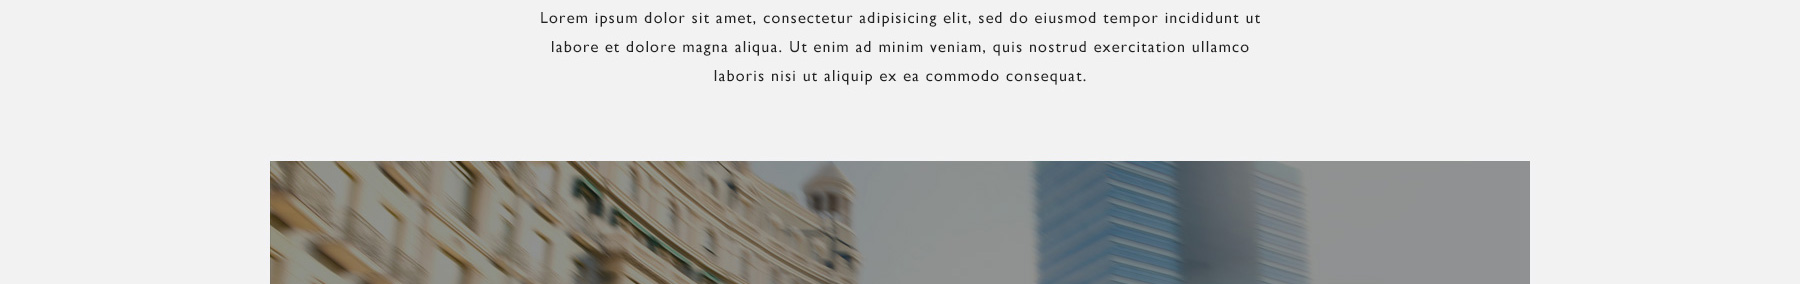 Lorem ipsum dolor sit amet, consectetur adipisicing elit, sed do eiusmod tempor incididunt ut
labore et dolore magna aliqua. Ut enim ad minim veniam, quis nostrud exercitation ullamco
laboris nisi ut aliquip ex ea commodo consequat.